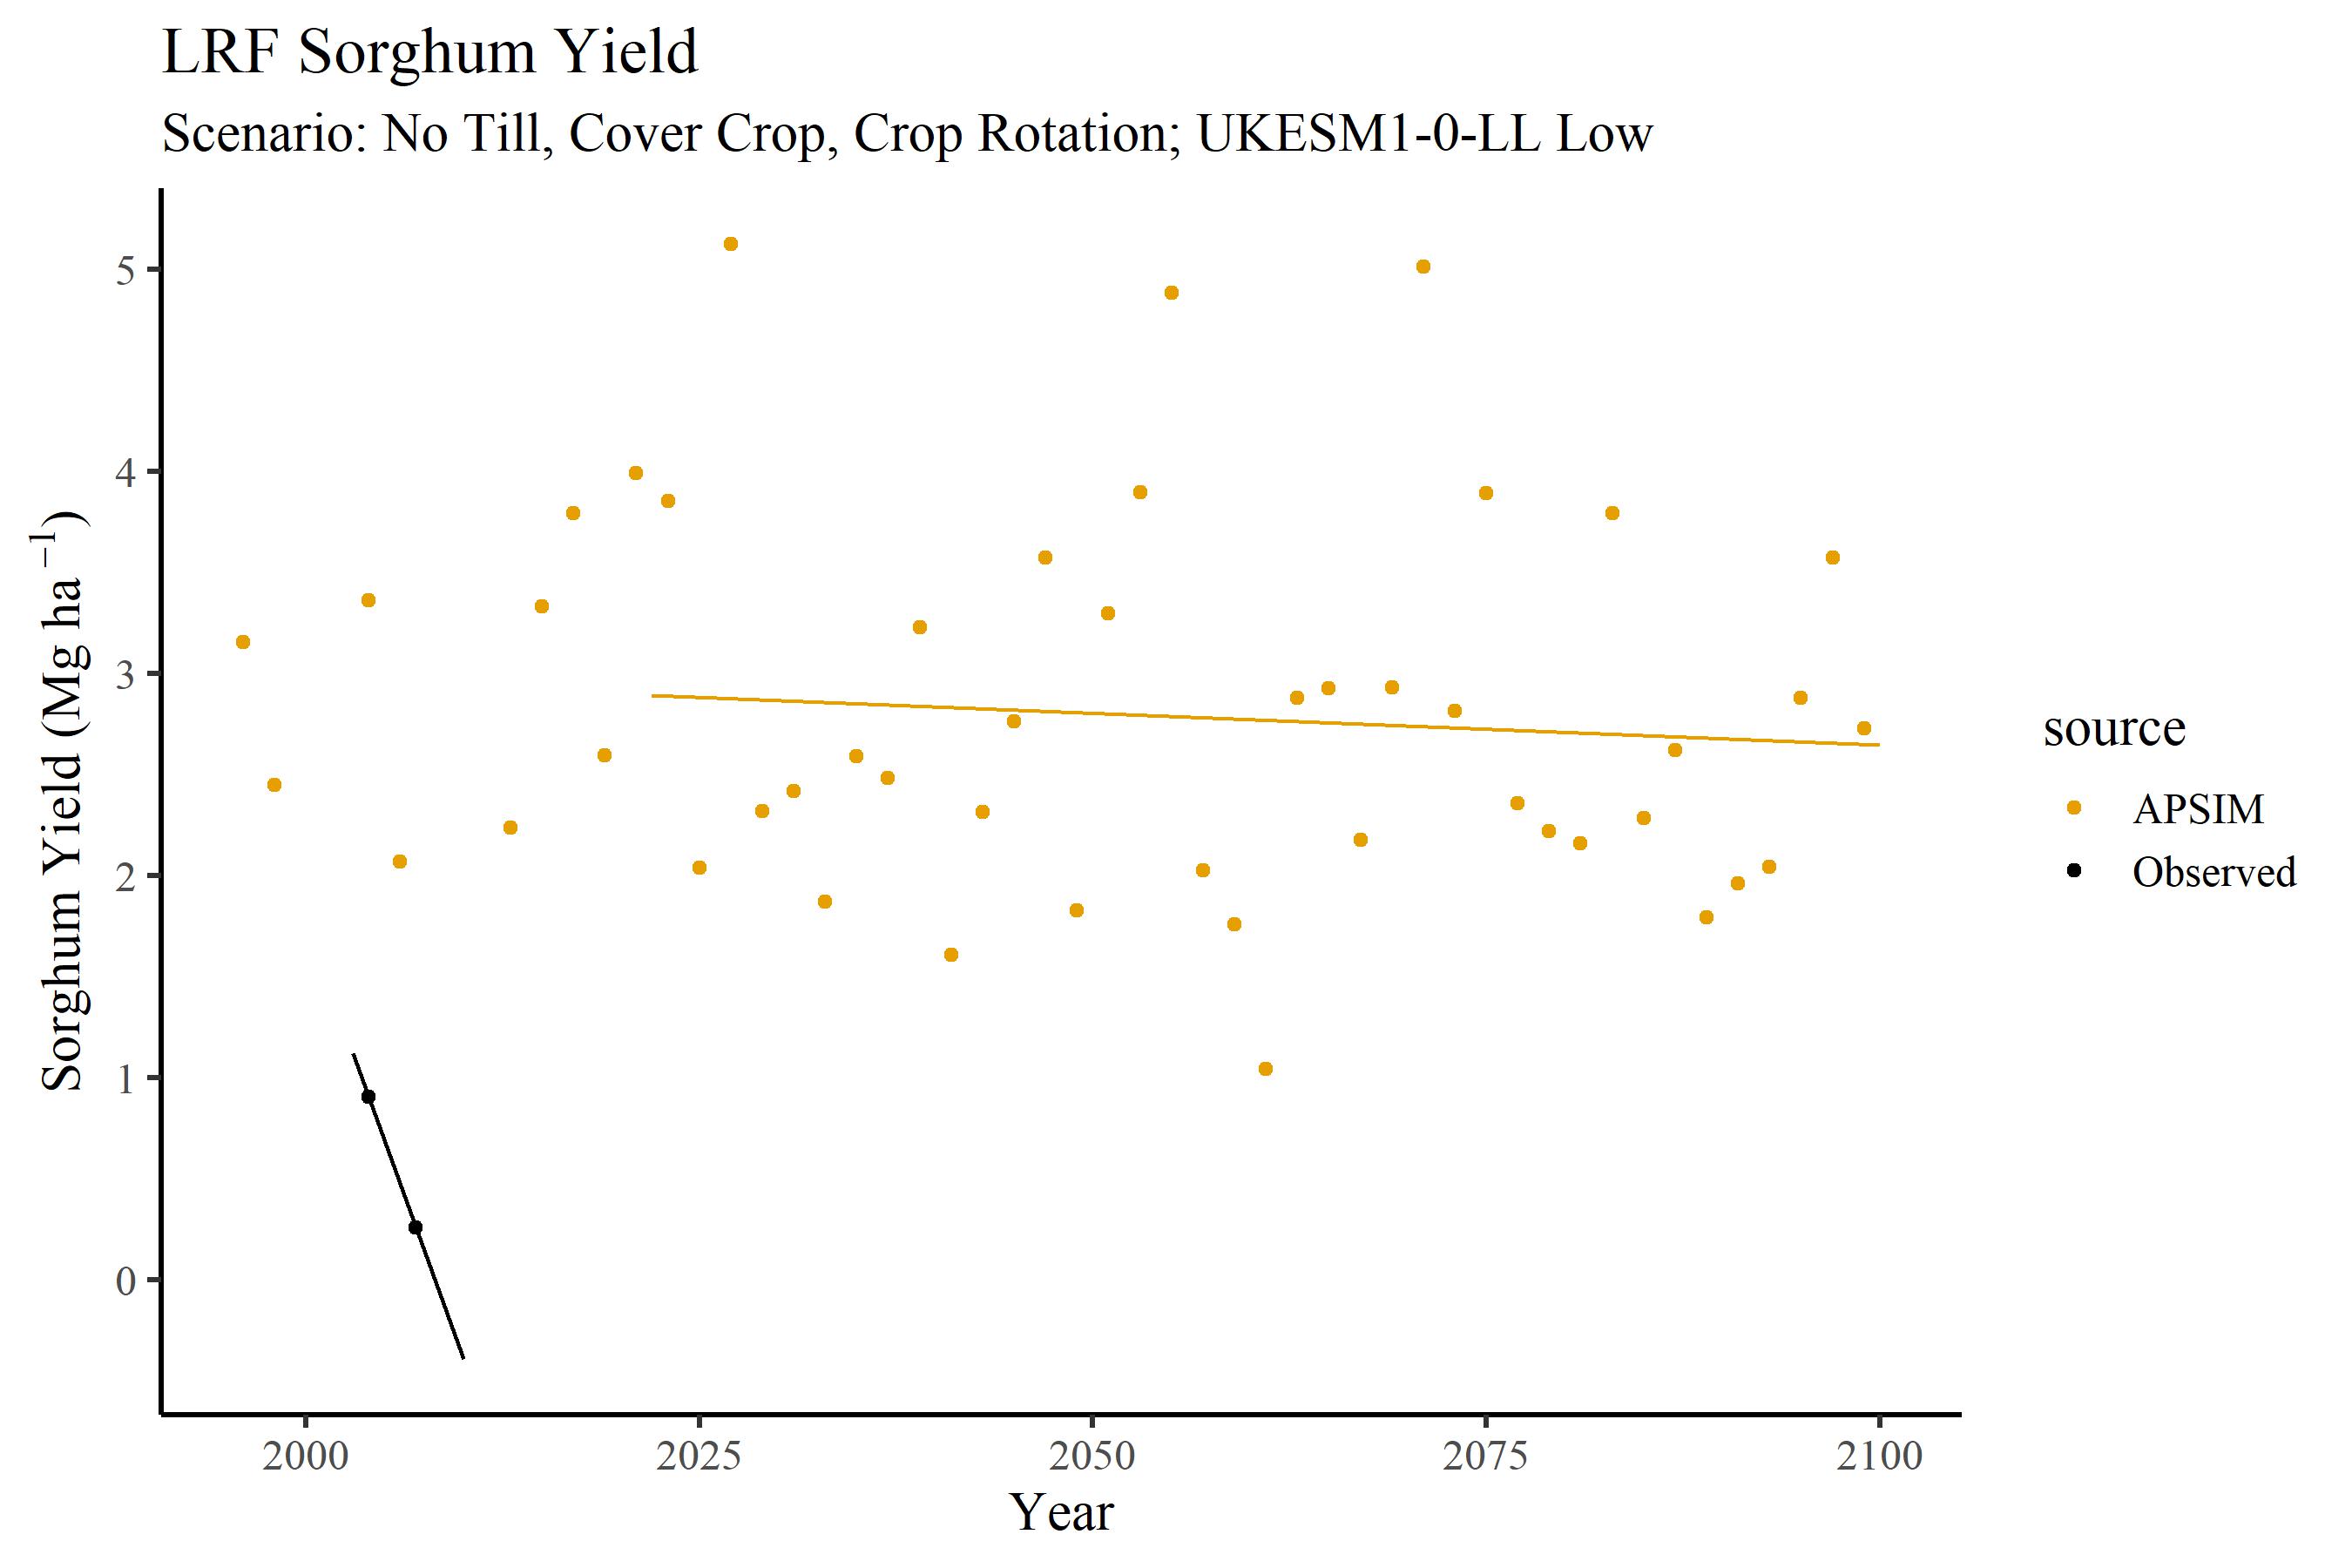 LRF Sorghum Yield
Scenario: No Till, Cover Crop, Crop Rotation; UKESM1-0-LL Low
Sorghum Yield (Mg ha⁻¹)
5
4
3
2
1
0
2000 2025 2050 2075 2100
Year
source
APSIM
Observed